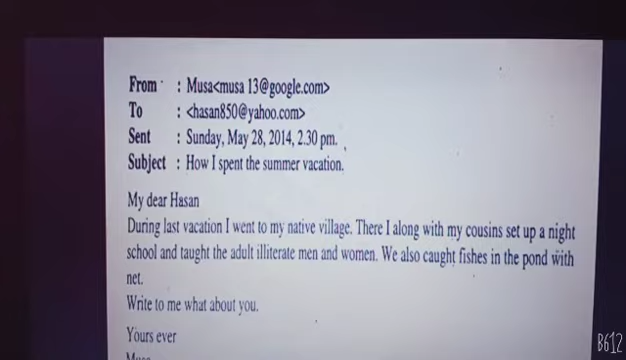 From : Musa<musa 13@google.com>
To : <hasan850@yahoo.com>
Sent : Sunday, May 28, 2014, 2.30 pm.
Subject : How I spent the summer vacation.
My dear Hasan
During last vacation I went to my native village. There I along with my cousins set up a night
school and taught the adult illiterate men and women. We also caught fishes in the pond with
net.
Write to me what about you.
Yours ever
B612